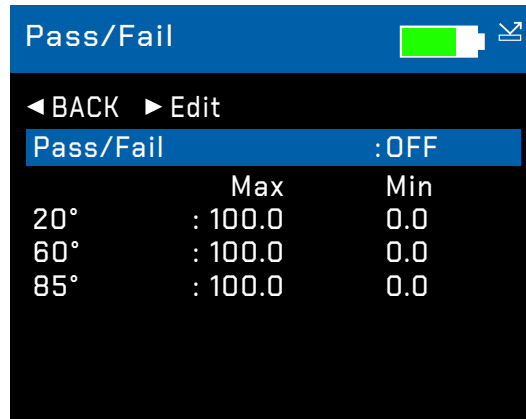 Pass/Fail
◄BACK ►Edit
Pass/Fail :OFF
Max Min
20° : 100.0 0.0
60° : 100.0 0.0
85° : 100.0 0.0